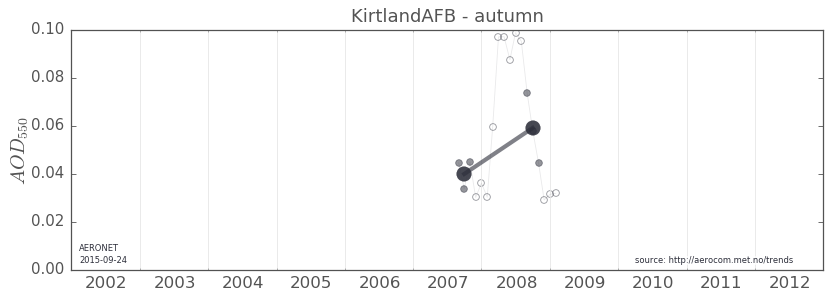 KirtlandAFB - autumn
0.10
0.08
0.06
0.04
0.02
0.00
AOD550
AERONET
2015-09-24
source: http://aerocom.met.no/trends
2002 2003 2004 2005 2006 2007 2008 2009 2010 2011 2012